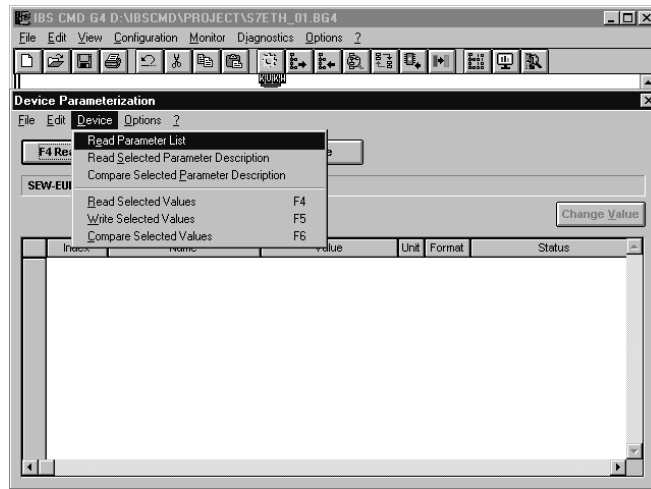 IBS CMD G4 D:\IBSCMD\PROJECT\S7ETH_01.BG4
File Edit View Configuration Monitor Diagnostics Options ?
Device Parameterization
File Edit Device Options ?
Read Parameter List
F4 Rea
Read Selected Parameter Description
Compare Selected Parameter Description
SEW-EU
Read Selected Values F4
Write Selected Values F5
Change Value
Compare Selected Values F6
Index Name Value Unit Format Status